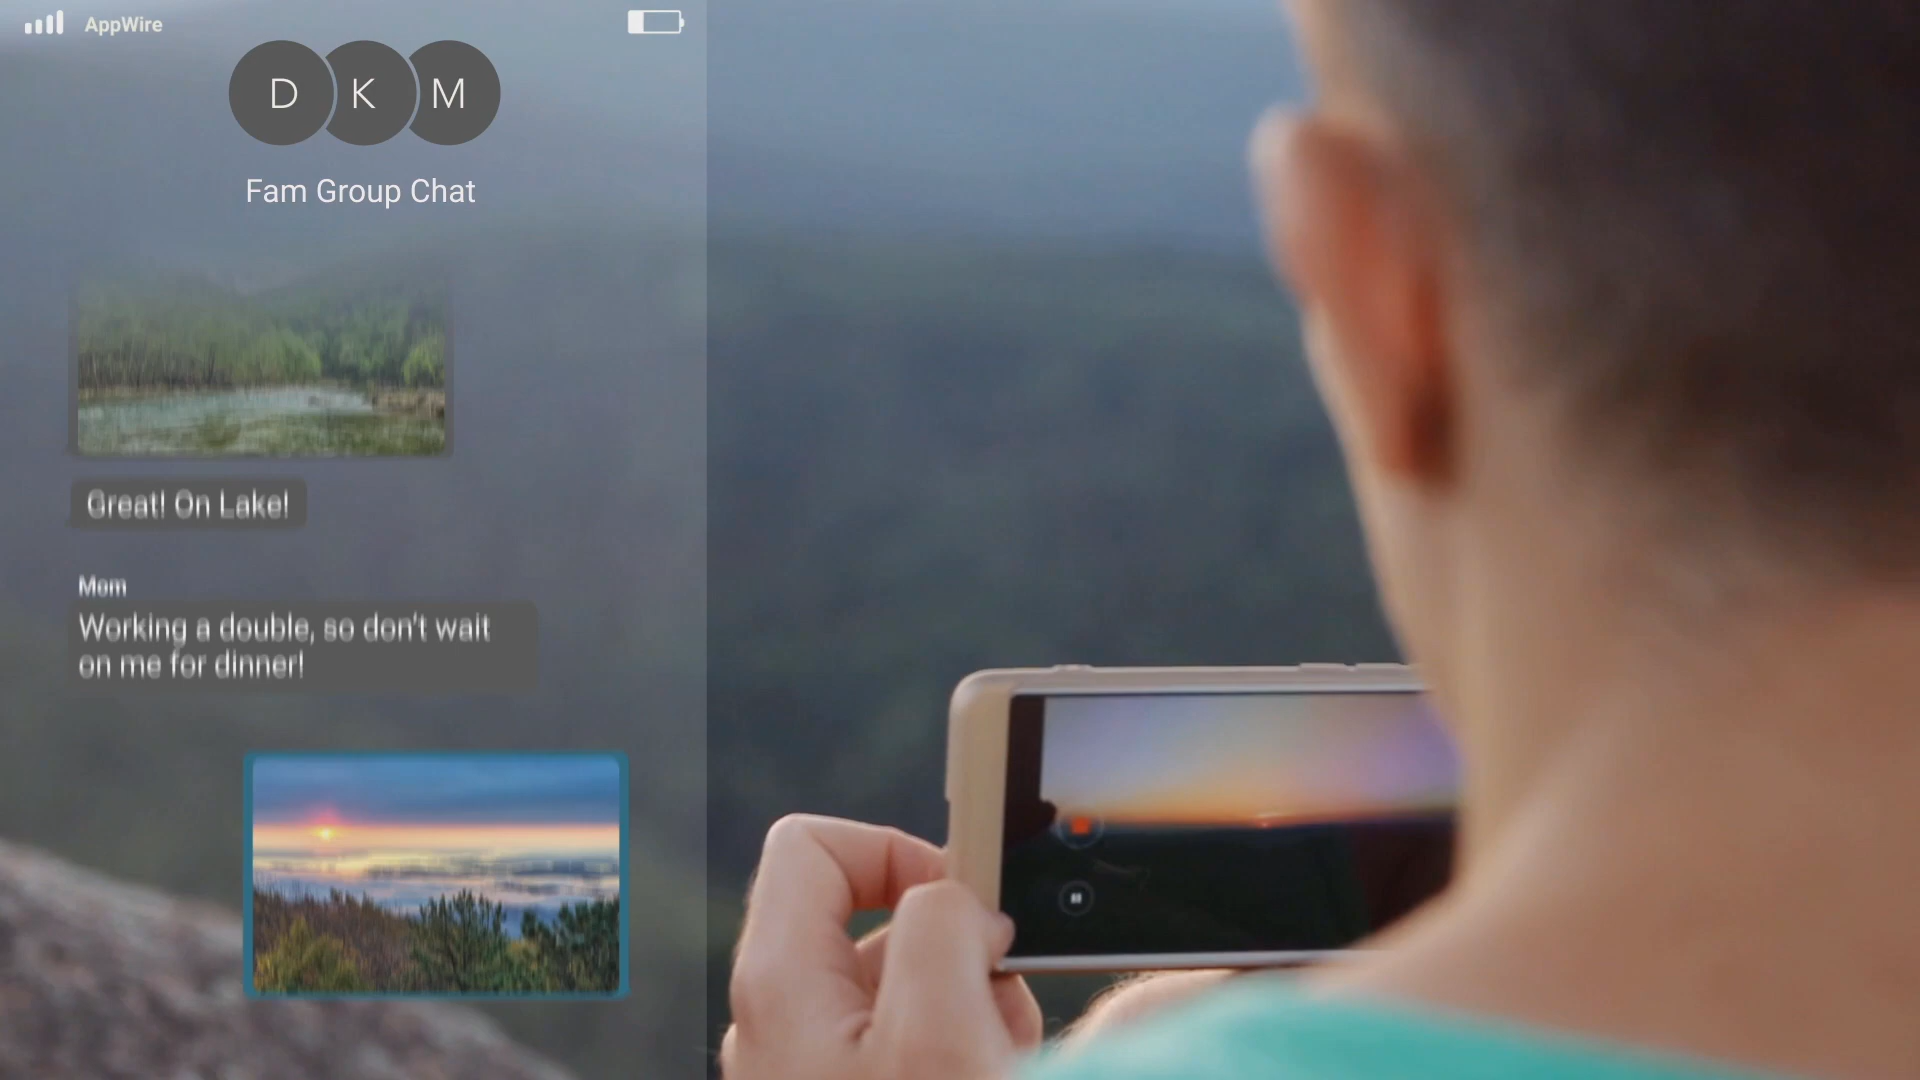 AppWire
D K M
Fam Group Chat
Great! On Lake!
Mom
Working a double, so don't wait
on me for dinner!